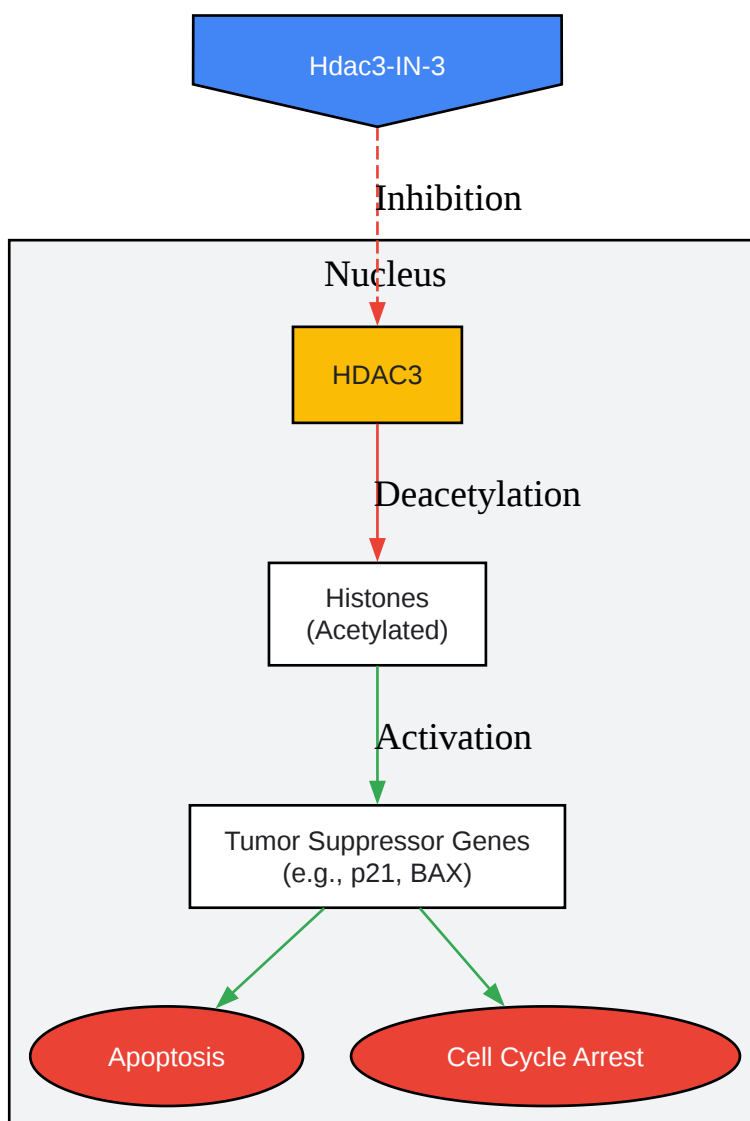 Hdac3-IN-3
Inhibition
Nucleus
HDAC3
Deacetylation
Histones
(Acetylated)
Activation
Tumor Suppressor Genes
(e.g., p21, BAX)
Apoptosis
Cell Cycle Arrest